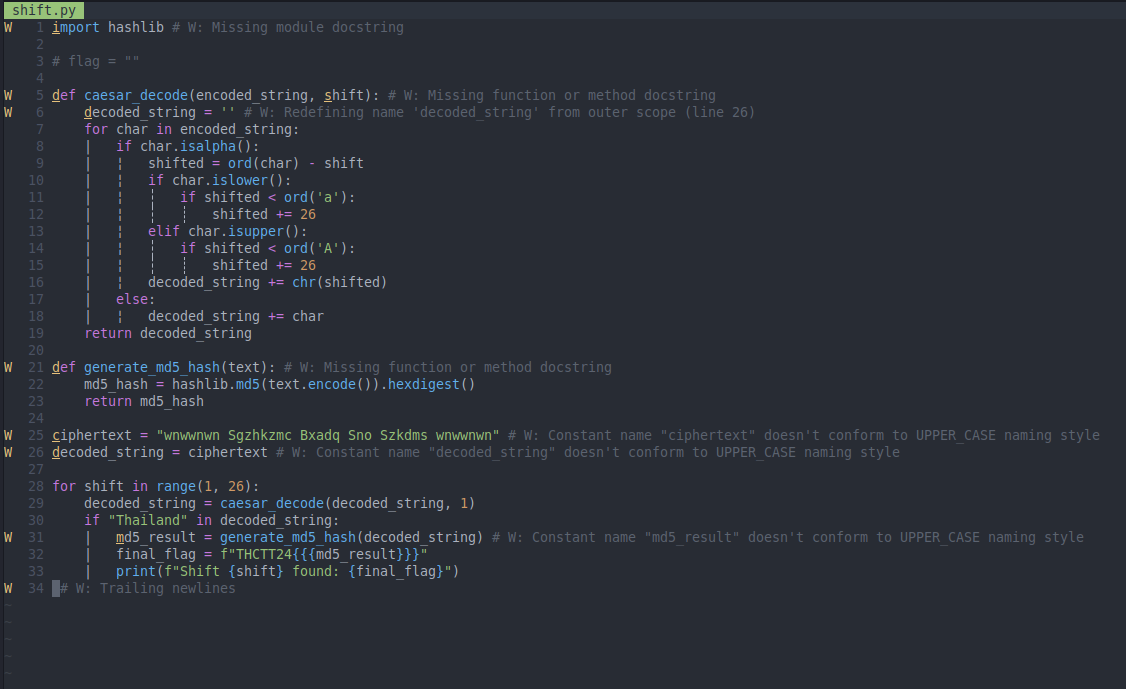 shift.py
W 1 import hashlib # W: Missing module docstring
2
3 # flag = ""
4
W 5 def caesar_decode(encoded_string, shift): # W: Missing function or method docstring
W 6 decoded_string = '' # W: Redefining name 'decoded_string' from outer scope (line 26)
7 for char in encoded_string:
8 if char.isalpha():
9 shifted = ord(char) - shift
10 if char.islower():
11 if shifted < ord('a'):
12 shifted += 26
13 elif char.isupper():
14 if shifted < ord('A'):
15 shifted += 26
16 decoded_string += chr(shifted)
17 else:
18 decoded_string += char
19 return decoded_string
20
W 21 def generate_md5_hash(text): # W: Missing function or method docstring
22 md5_hash = hashlib.md5(text.encode()).hexdigest()
23 return md5_hash
24
W 25 ciphertext = "wnwwnwn Sgzhkzmc Bxadq Sno Szkdms wnwwnwn" # W: Constant name "ciphertext" doesn't conform to UPPER_CASE naming style
W 26 decoded_string = ciphertext # W: Constant name "decoded_string" doesn't conform to UPPER_CASE naming style
27
28 for shift in range(1, 26):
29 decoded_string = caesar_decode(decoded_string, 1)
30 if "Thailand" in decoded_string:
W 31 md5_result = generate_md5_hash(decoded_string) # W: Constant name "md5_result" doesn't conform to UPPER_CASE naming style
32 final_flag = f"THCTT24{{{md5_result}}}"
33 print(f"Shift {shift} found: {final_flag}")
W 34 # W: Trailing newlines
~
~
~
~
~